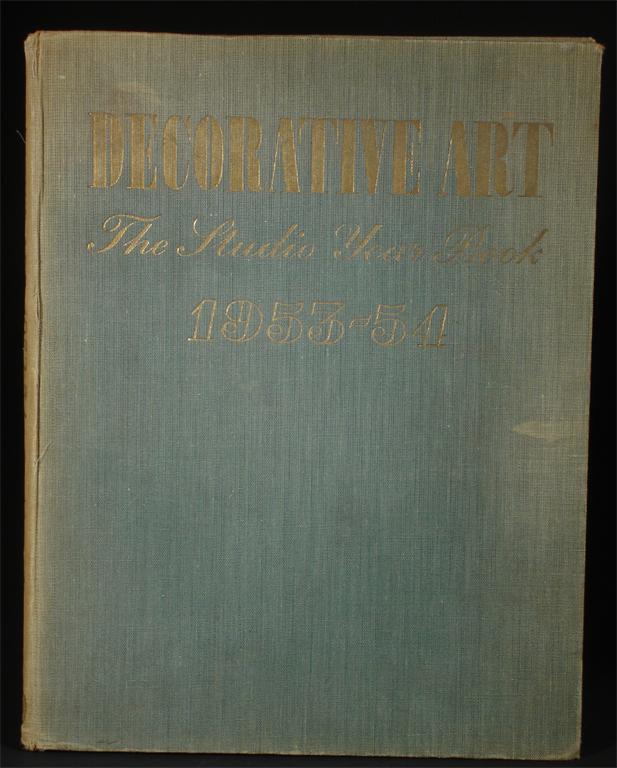 DECORATIVE ART
The Studio Year Book
1953-54